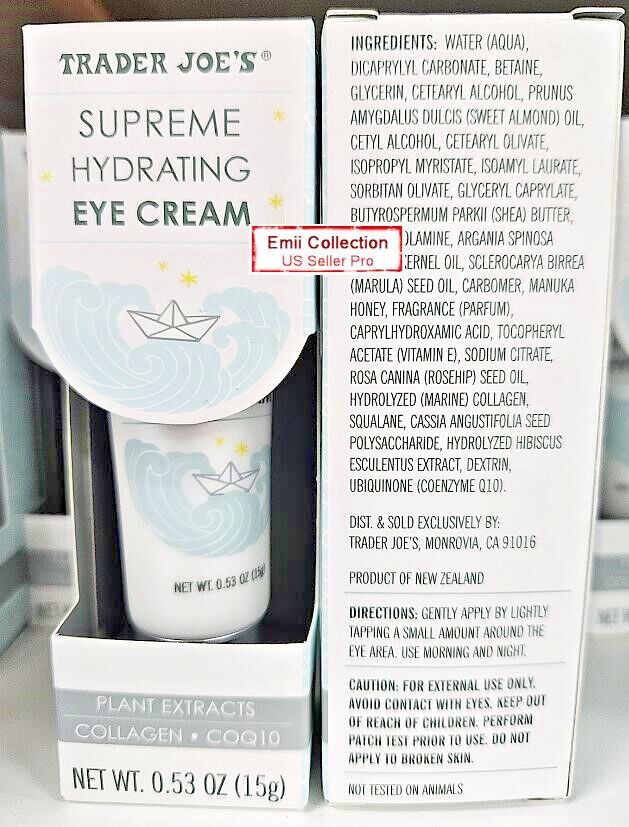 TRADER JOE'S®
SUPREME
HYDRATING
EYE CREAM
NET WT. 0.53 OZ (15g)
PLANT EXTRACTS
COLLAGEN • COQ10
NET WT. 0.53 OZ (15g)
Emii Collection
US Seller Pro
INGREDIENTS: WATER (AQUA),
DICAPRYLYL CARBONATE, BETAINE,
GLYCERIN, CETEARYL ALCOHOL, PRUNUS
AMYGDALUS DULCIS (SWEET ALMOND) OIL,
CETYL ALCOHOL, CETEARYL OLIVATE,
ISOPROPYL MYRISTATE, ISOAMYL LAURATE,
SORBITAN OLIVATE, GLYCERYL CAPRYLATE,
BUTYROSPERMUM PARKII (SHEA) BUTTER,
OLAMINE, ARGANIA SPINOSA
KERNEL OIL, SCLEROCARYA BIRREA
(MARULA) SEED OIL, CARBOMER, MANUKA
HONEY, FRAGRANCE (PARFUM),
CAPRYLHYDROXAMIC ACID, TOCOPHERYL
ACETATE (VITAMIN E), SODIUM CITRATE,
ROSA CANINA (ROSEHIP) SEED OIL,
HYDROLYZED (MARINE) COLLAGEN,
SQUALANE, CASSIA ANGUSTIFOLIA SEED
POLYSACCHARIDE, HYDROLYZED HIBISCUS
ESCULENTUS EXTRACT, DEXTRIN,
UBIQUINONE (COENZYME Q10).
DIST. & SOLD EXCLUSIVELY BY:
TRADER JOE'S, MONROVIA, CA 91016
PRODUCT OF NEW ZEALAND
DIRECTIONS: GENTLY APPLY BY LIGHTLY
TAPPING A SMALL AMOUNT AROUND THE
EYE AREA. USE MORNING AND NIGHT.
CAUTION: FOR EXTERNAL USE ONLY.
AVOID CONTACT WITH EYES. KEEP OUT
OF REACH OF CHILDREN. PERFORM
PATCH TEST PRIOR TO USE. DO NOT
APPLY TO BROKEN SKIN.
NOT TESTED ON ANIMALS